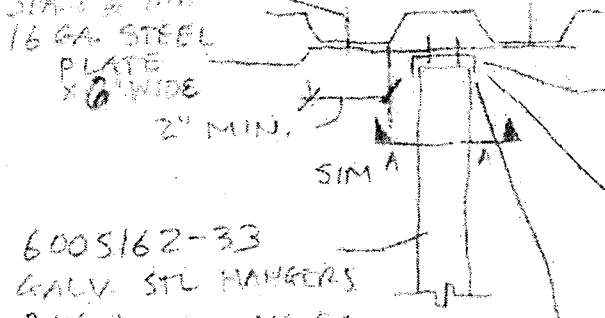 16 GA. STEEL
PLATE
x 6" WIDE
2" MIN.
SIM A A
600S162-33
GALV. STL HANGERS